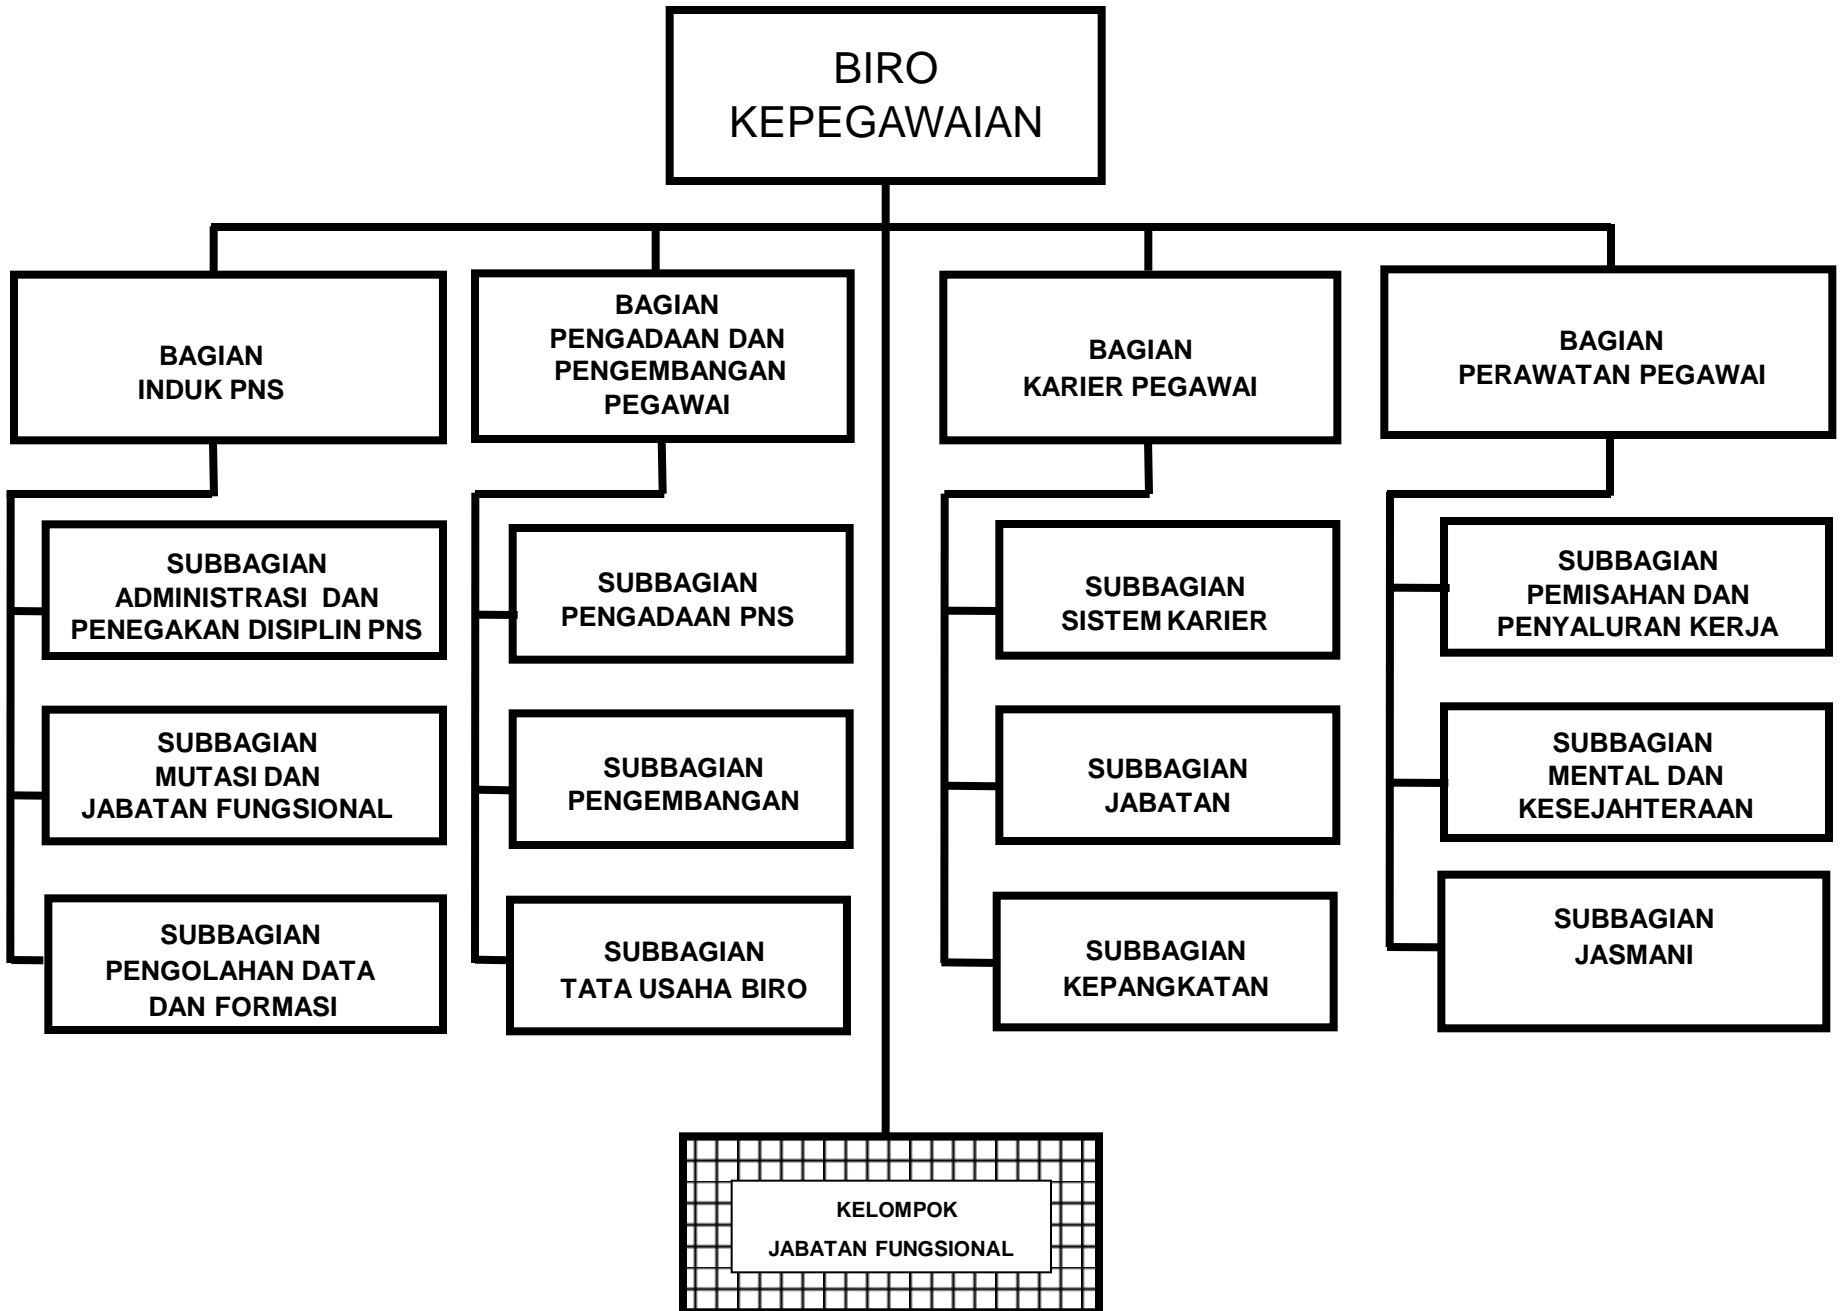 BIRO
KEPEGAWAIAN
BAGIAN
INDUK PNS
BAGIAN
PENGADAAN DAN
PENGEMBANGAN
PEGAWAI
BAGIAN
KARIER PEGAWAI
BAGIAN
PERAWATAN PEGAWAI
SUBBAGIAN
ADMINISTRASI DAN
PENEGAKAN DISIPLIN PNS
SUBBAGIAN
PENGADAAN PNS
SUBBAGIAN
SISTEM KARIER
SUBBAGIAN
PEMISAHAN DAN
PENYALURAN KERJA
SUBBAGIAN
MUTASI DAN
JABATAN FUNGSIONAL
SUBBAGIAN
PENGEMBANGAN
SUBBAGIAN
JABATAN
SUBBAGIAN
MENTAL DAN
KESEJAHTERAAN
SUBBAGIAN
PENGOLAHAN DATA
DAN FORMASI
SUBBAGIAN
TATA USAHA BIRO
SUBBAGIAN
KEPANGKATAN
SUBBAGIAN
JASMANI
KELOMPOK
JABATAN FUNGSIONAL